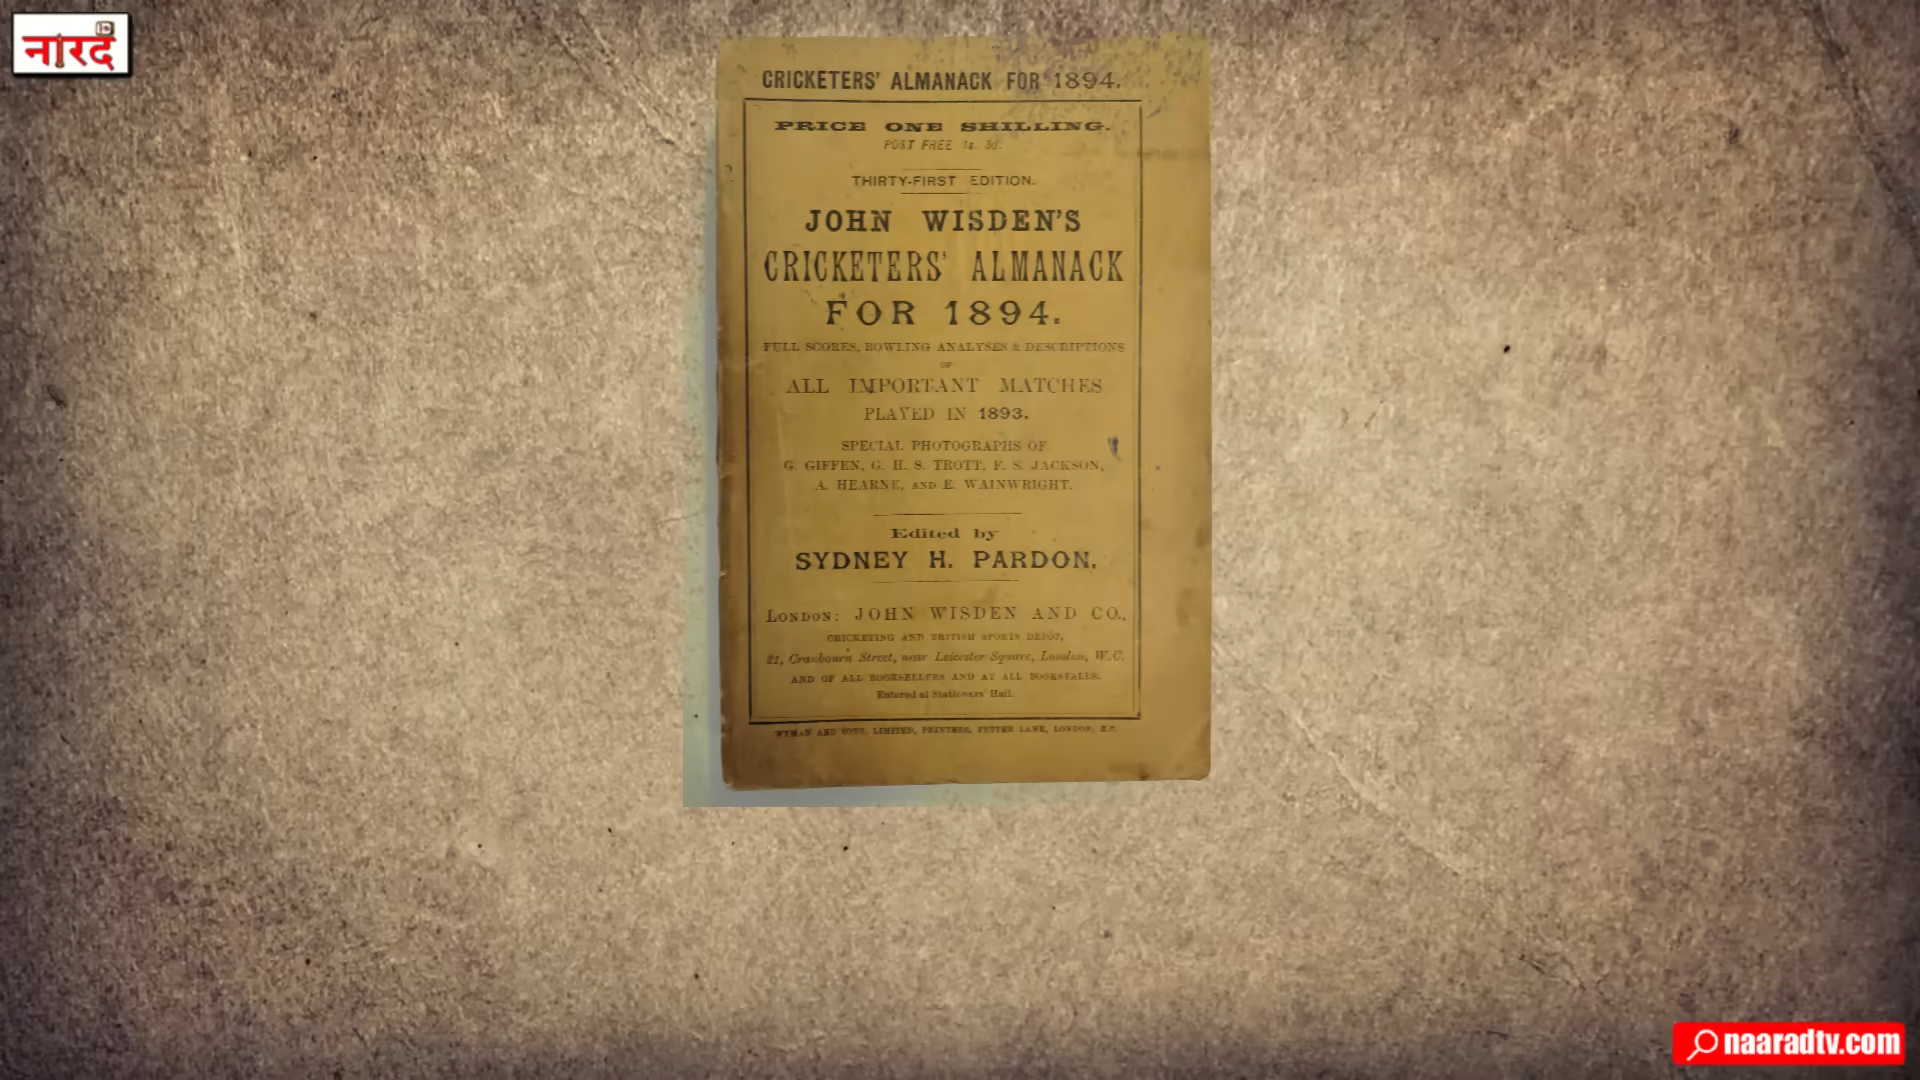 नारद
CRICKETERS' ALMANACK FOR 1894.
PRICE ONE SHILLING.
POST FREE 1s. 3d.
THIRTY-FIRST EDITION.
JOHN WISDEN'S
CRICKETERS' ALMANACK
FOR 1894.
FULL SCORES, BOWLING ANALYSES & DESCRIPTIONS
OF
ALL IMPORTANT MATCHES
PLAYED IN 1893.
SPECIAL PHOTOGRAPHS OF
G. GIFFEN, G. H. S. TROTT, F. S. JACKSON,
A. HEARNE, AND E. WAINWRIGHT.
Edited by
SYDNEY H. PARDON.
LONDON: JOHN WISDEN AND CO.,
CRICKETING AND BRITISH SPORTS DEPÔT,
21, Cranbourn Street, near Leicester Square, London, W.C.
AND OF ALL BOOKSELLERS AND AT ALL BOOKSTALLS.
Entered at Stationers' Hall.
WYMAN AND SONS, LIMITED, PRINTERS, FETTER LANE, LONDON, E.C.
naaradtv.com